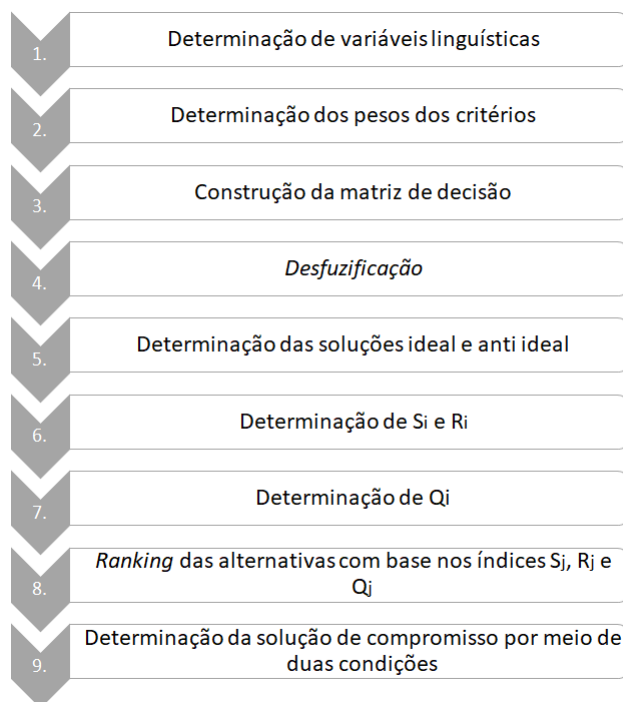 1.
Determinação de variáveis linguísticas
2.
Determinação dos pesos dos critérios
3.
Construção da matriz de decisão
4.
Desfuzificação
5.
Determinação das soluções ideal e anti ideal
6.
Determinação de Si e Ri
7.
Determinação de Qi
8.
Ranking das alternativas com base nos índices Sj, Rj e
Qj
9.
Determinação da solução de compromisso por meio de
duas condições